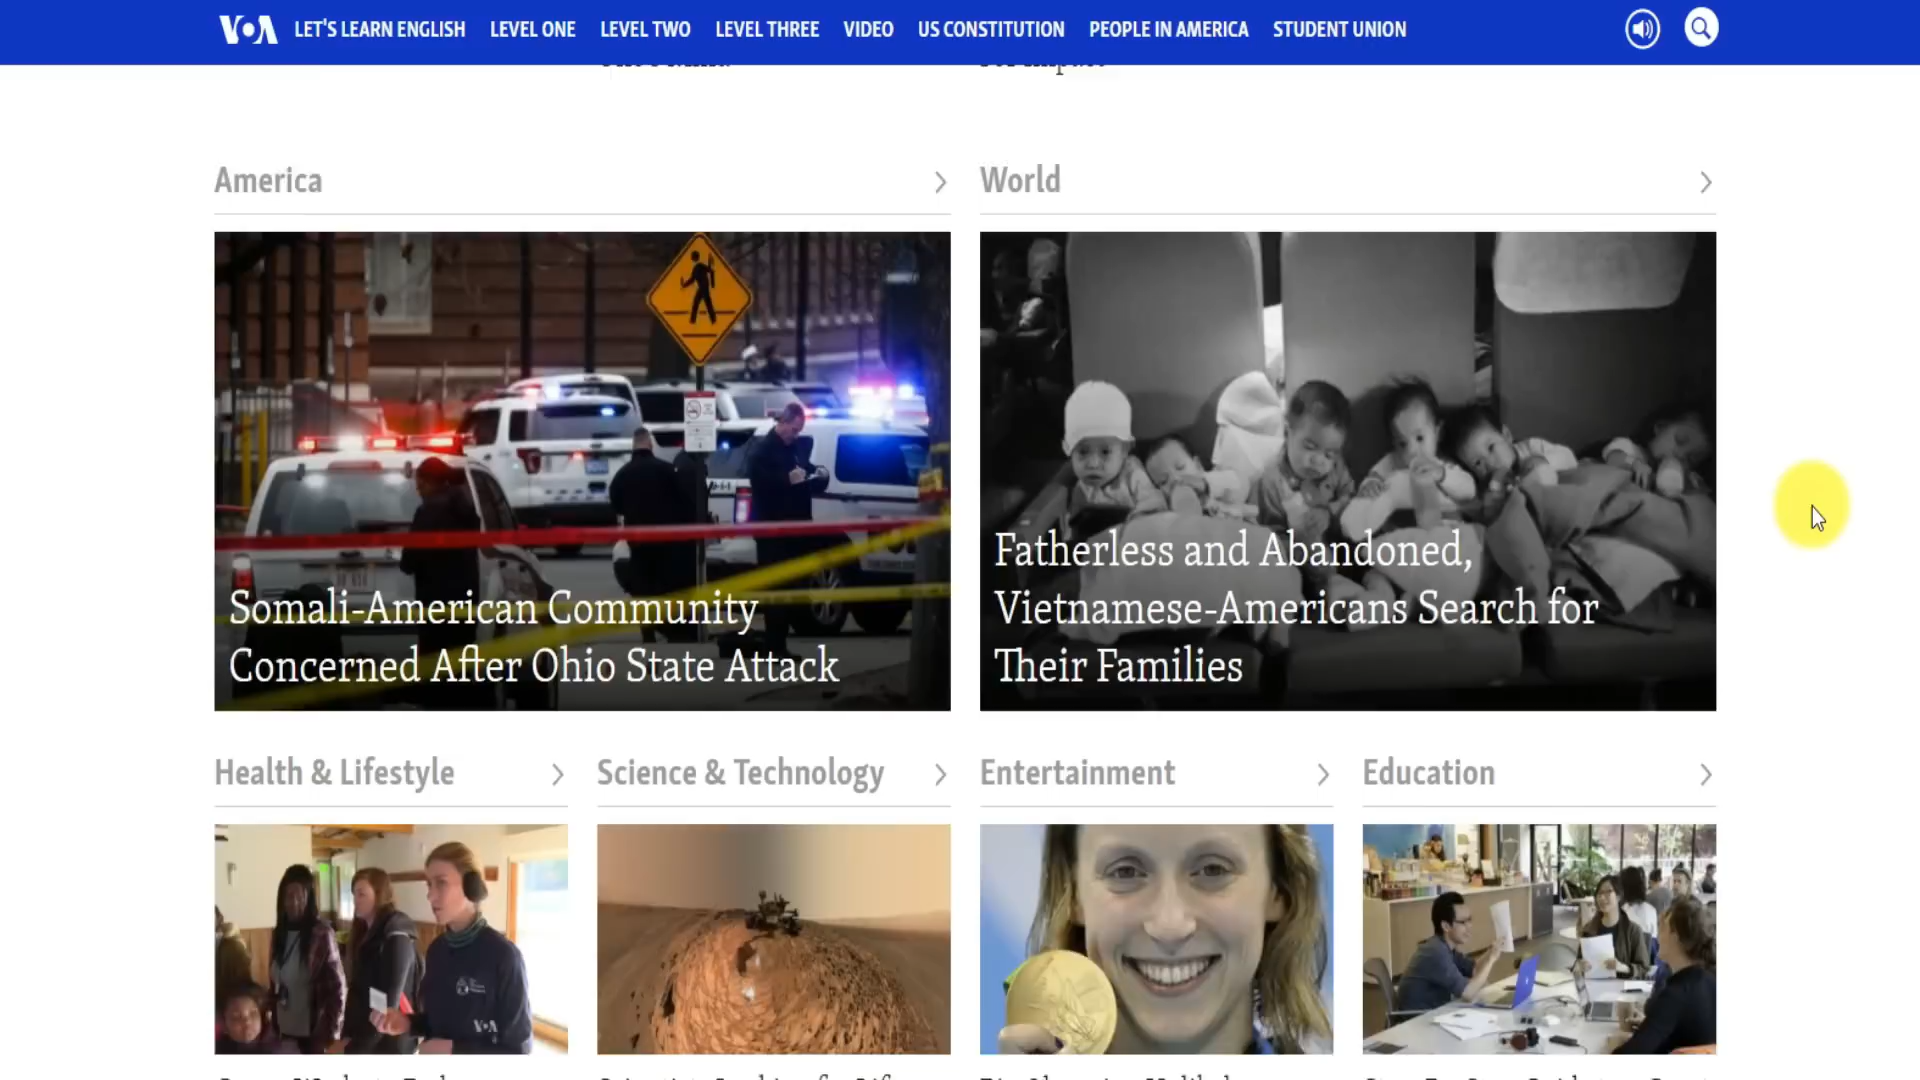 VOA LET'S LEARN ENGLISH LEVEL ONE LEVEL TWO LEVEL THREE VIDEO US CONSTITUTION PEOPLE IN AMERICA STUDENT UNION
America
World
Somali-American Community
Concerned After Ohio State Attack
Fatherless and Abandoned,
Vietnamese-Americans Search for
Their Families
Health & Lifestyle
Science & Technology
Entertainment
Education
VOA